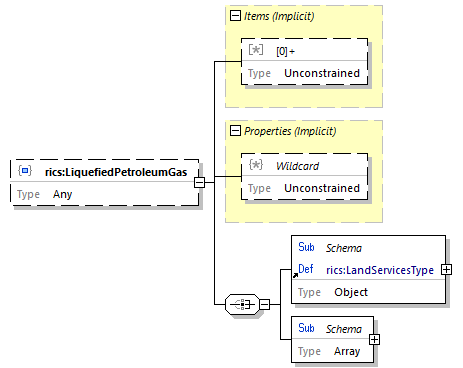 Items (Implicit)
[*] [0]+
Type Unconstrained
Properties (Implicit)
{*} Wildcard
Type Unconstrained
rics:LiquefiedPetroleumGas
Type Any
Sub Schema
Def rics:LandServicesType
Type Object
Sub Schema
Type Array